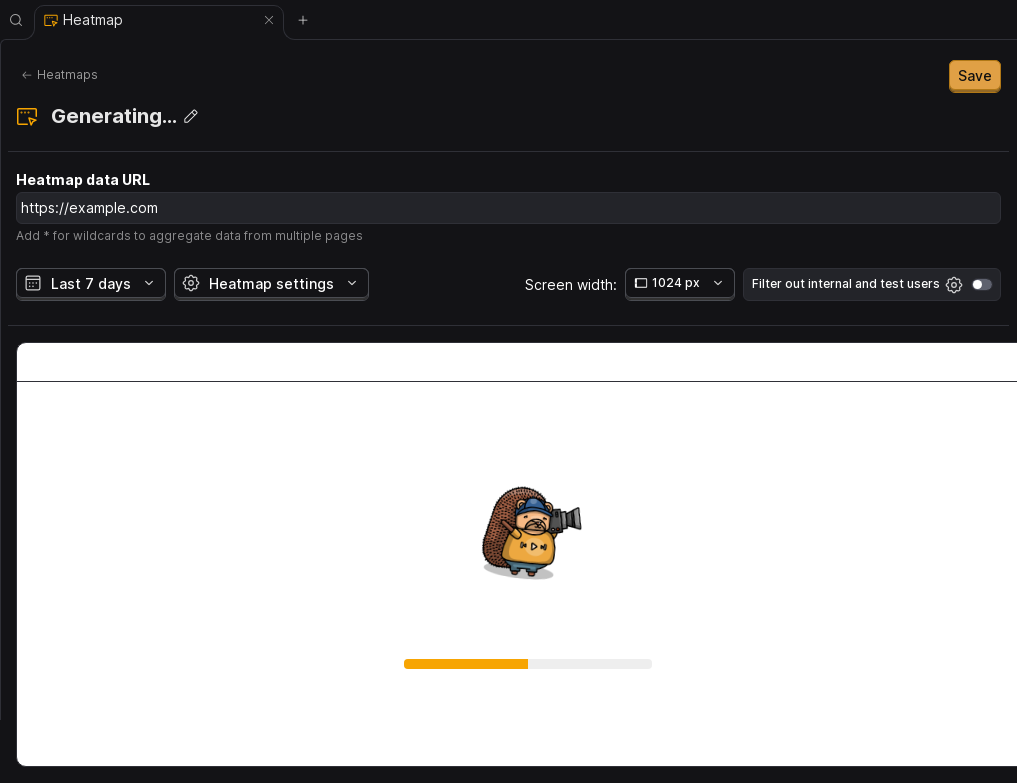 Heatmap
Heatmaps
Save
Generating...
Heatmap data URL
https://example.com
Add * for wildcards to aggregate data from multiple pages
Last 7 days
Heatmap settings
Screen width:
1024 px
Filter out internal and test users